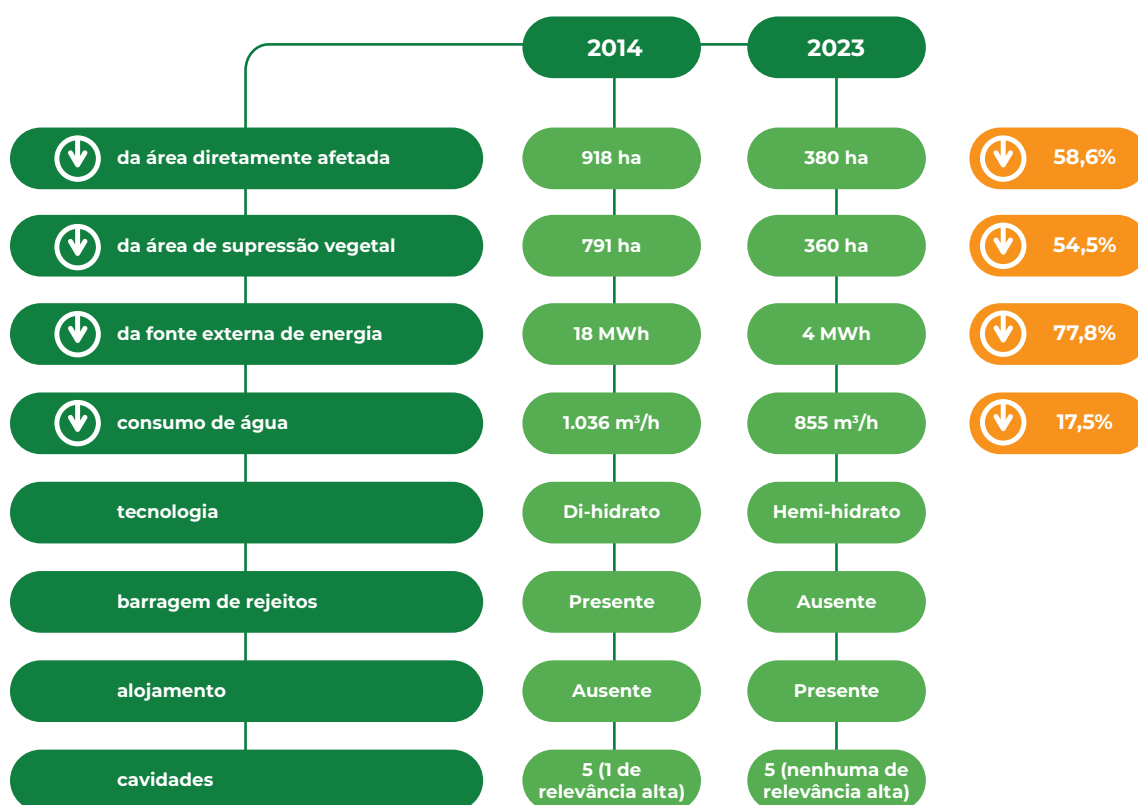 2014
2023
da área diretamente afetada
918 ha
380 ha
58,6%
da área de supressão vegetal
791 ha
360 ha
54,5%
da fonte externa de energia
18 MWh
4 MWh
77,8%
consumo de água
1.036 m³/h
855 m³/h
17,5%
tecnologia
Di-hidrato
Hemi-hidrato
barragem de rejeitos
Presente
Ausente
alojamento
Ausente
Presente
cavidades
5 (1 de
relevância alta)
5 (nenhuma de
relevância alta)